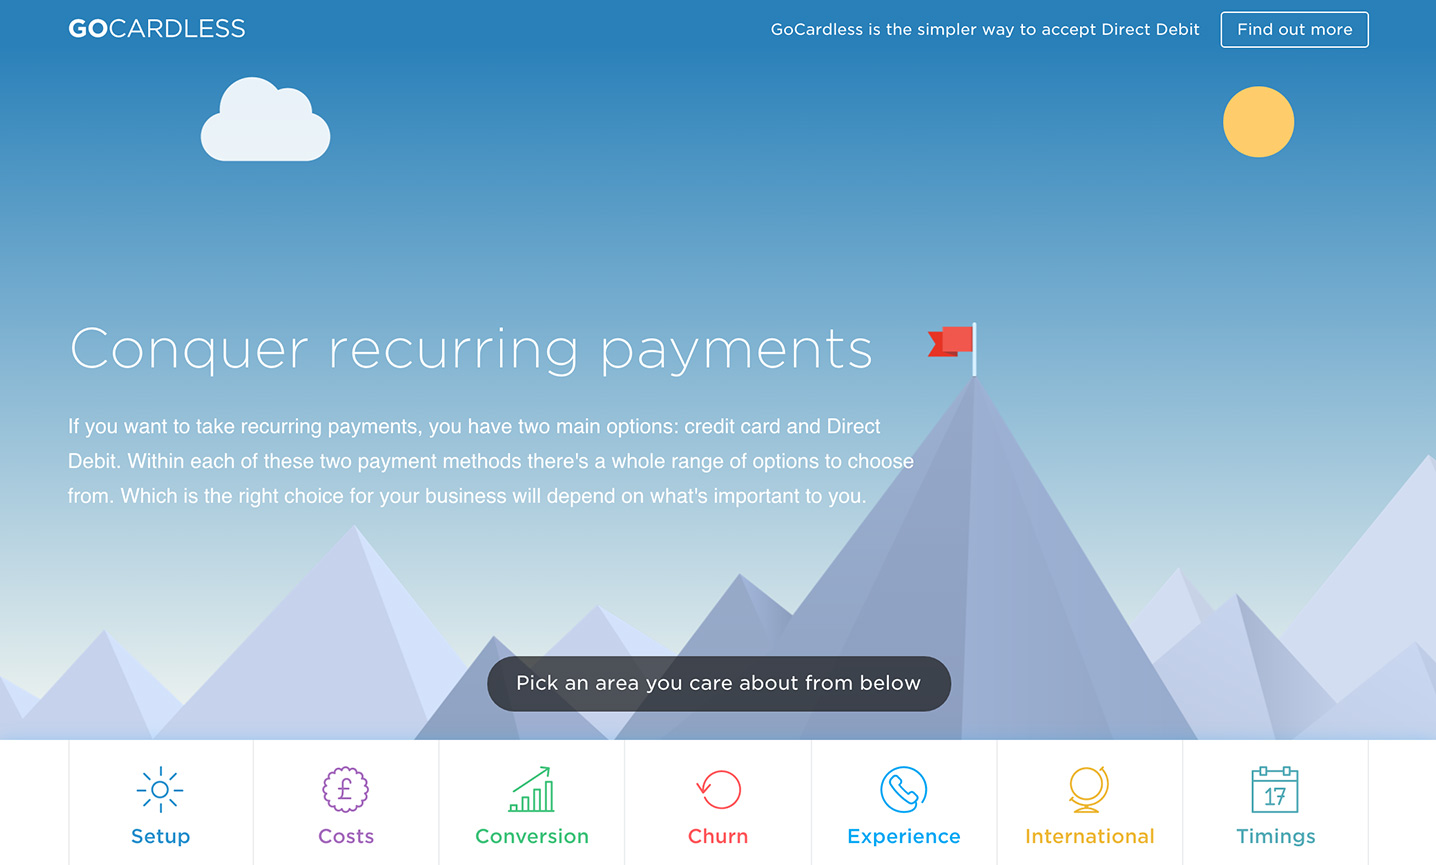 GOCARDLESS
GoCardless is the simpler way to accept Direct Debit
Find out more
Conquer recurring payments
If you want to take recurring payments, you have two main options: credit card and Direct
Debit. Within each of these two payment methods there's a whole range of options to choose
from. Which is the right choice for your business will depend on what's important to you.
Pick an area you care about from below
£
17
Setup
Costs
Conversion
Churn
Experience
International
Timings